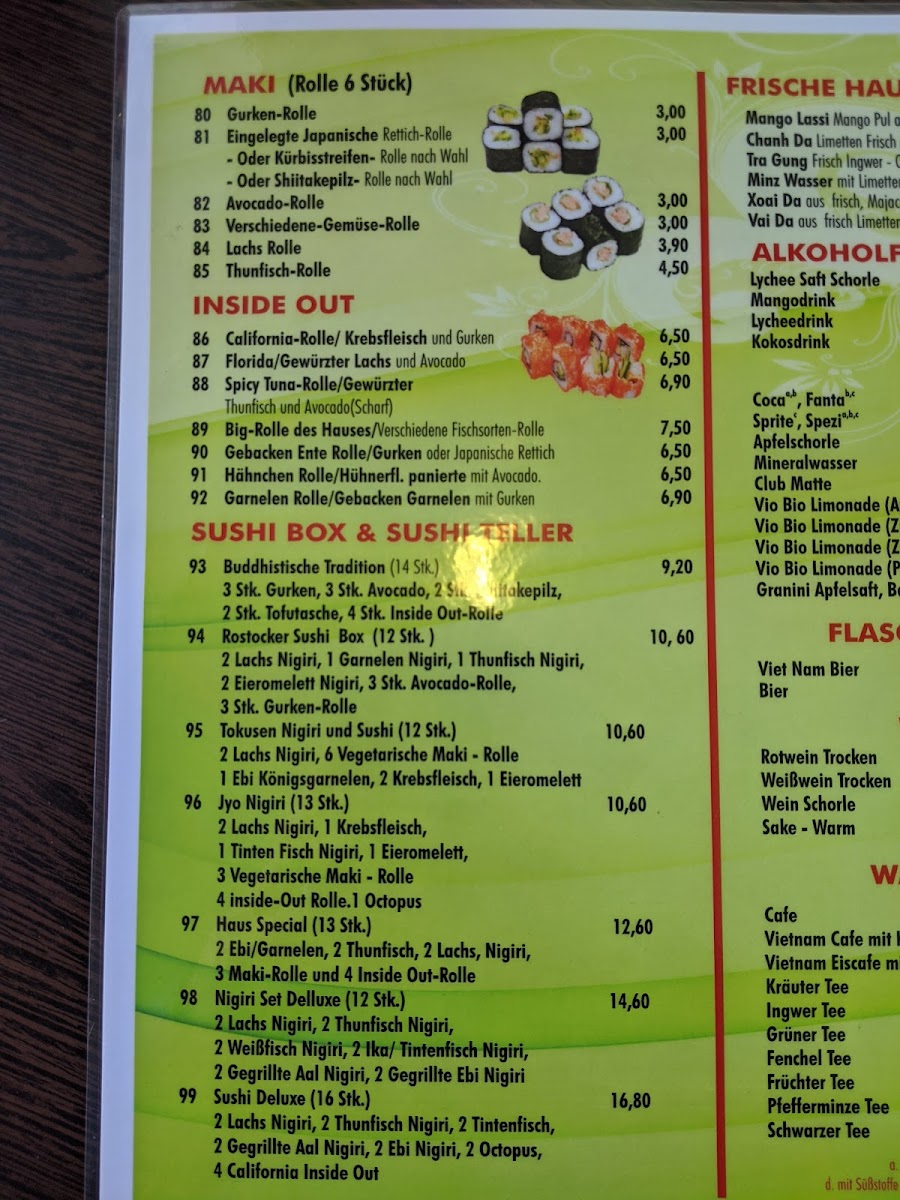 MAKI (Rolle 6 Stück)
80 Gurken-Rolle 3,00
81 Eingelegte Japanische Rettich-Rolle 3,00
- Oder Kürbisstreifen- Rolle nach Wahl
- Oder Shiitakepilz- Rolle nach Wahl
82 Avocado-Rolle 3,00
83 Verschiedene-Gemüse-Rolle 3,00
84 Lachs Rolle 3,90
85 Thunfisch-Rolle 4,50
INSIDE OUT
86 California-Rolle/ Krebsfleisch und Gurken 6,50
87 Florida/Gewürzter Lachs und Avocado 6,50
88 Spicy Tuna-Rolle/Gewürzter 6,90
Thunfisch und Avocado(Scharf)
89 Big-Rolle des Hauses/Verschiedene Fischsorten-Rolle 7,50
90 Gebacken Ente Rolle/Gurken oder Japanische Rettich 6,50
91 Hähnchen Rolle/Hühnerfl. panierte mit Avocado. 6,50
92 Garnelen Rolle/Gebacken Garnelen mit Gurken 6,90
SUSHI BOX & SUSHI TELLER
93 Buddhistische Tradition (14 Stk.) 9,20
3 Stk. Gurken, 3 Stk. Avocado, 2 Stk. Shiitakepilz,
2 Stk. Tofutasche, 4 Stk. Inside Out-Rolle
94 Rostocker Sushi Box (12 Stk. ) 10, 60
2 Lachs Nigiri, 1 Garnelen Nigiri, 1 Thunfisch Nigiri,
2 Eieromelett Nigiri, 3 Stk. Avocado-Rolle,
3 Stk. Gurken-Rolle
95 Tokusen Nigiri und Sushi (12 Stk.) 10,60
2 Lachs Nigiri, 6 Vegetarische Maki - Rolle
1 Ebi Königsgarnelen, 2 Krebsfleisch, 1 Eieromelett
96 Jyo Nigiri (13 Stk.) 10,60
2 Lachs Nigiri, 1 Krebsfleisch,
1 Tinten Fisch Nigiri, 1 Eieromelett,
3 Vegetarische Maki - Rolle
4 inside-Out Rolle.1 Octopus
97 Haus Special (13 Stk.) 12,60
2 Ebi/Garnelen, 2 Thunfisch, 2 Lachs, Nigiri,
3 Maki-Rolle und 4 Inside Out-Rolle
98 Nigiri Set Delluxe (12 Stk.) 14,60
2 Lachs Nigiri, 2 Thunfisch Nigiri,
2 Weißfisch Nigiri, 2 Ika/ Tintenfisch Nigiri,
2 Gegrillte Aal Nigiri, 2 Gegrillte Ebi Nigiri
99 Sushi Deluxe (16 Stk.) 16,80
2 Lachs Nigiri, 2 Thunfisch Nigiri, 2 Tintenfisch,
2 Gegrillte Aal Nigiri, 2 Ebi Nigiri, 2 Octopus,
4 California Inside Out
FRISCHE HAU
Mango Lassi Mango Pul a
Chanh Da Limetten Frisch
Tra Gung Frisch Ingwer -
Minz Wasser mit Limetten
Xoai Da aus frisch, Majac
Vai Da aus frisch Limetten
ALKOHOLF
Lychee Saft Schorle
Mangodrink
Lycheedrink
Kokosdrink
Coca a,b, Fanta b,c
Sprite c, Spezi a,b,c
Apfelschorle
Mineralwasser
Club Matte
Vio Bio Limonade (A
Vio Bio Limonade (Z
Vio Bio Limonade (Z
Vio Bio Limonade (P
Granini Apfelsaft, Ba
FLASC
Viet Nam Bier
Bier
Rotwein Trocken
Weißwein Trocken
Wein Schorle
Sake - Warm
WA
Cafe
Vietnam Cafe mit
Vietnam Eiscafe m
Kräuter Tee
Ingwer Tee
Grüner Tee
Fenchel Tee
Früchter Tee
Pfefferminze Tee
Schwarzer Tee
a.
d. mit Süßstoffe